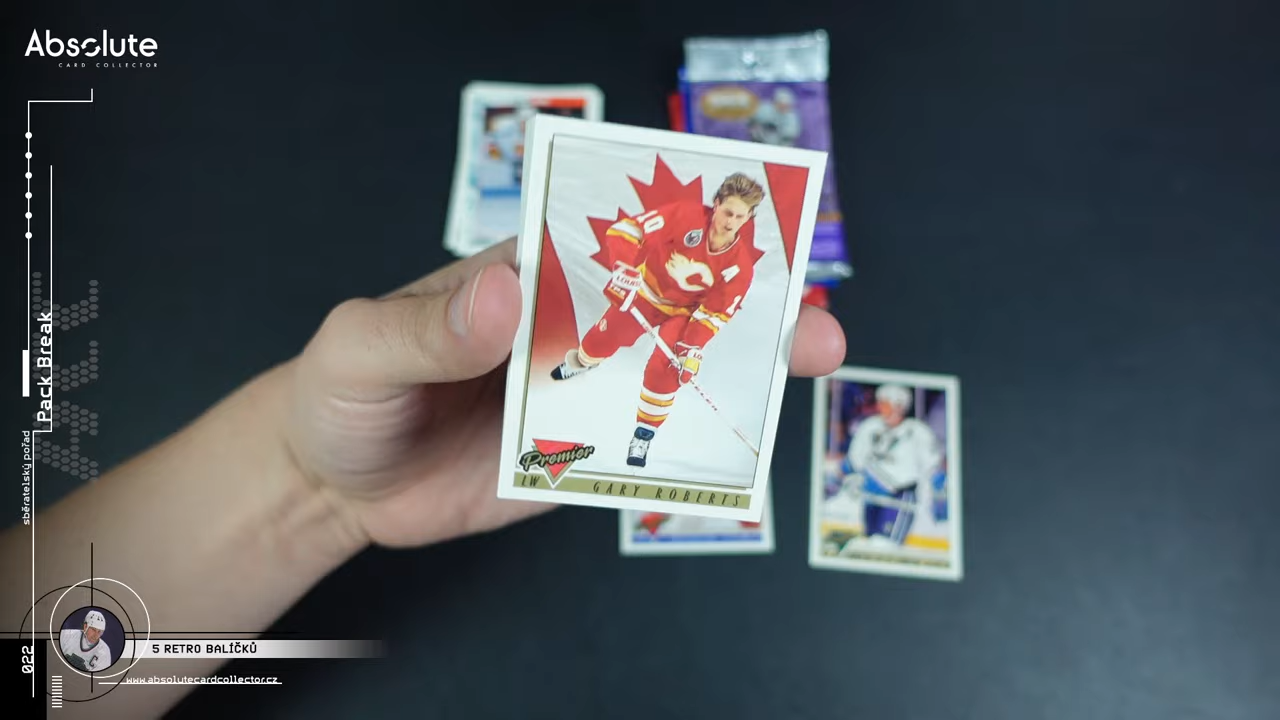 Absolute
CARD COLLECTOR
Pack Break
sběratelský pořad
10
C
A
LOUIS
Premier
LW
GARY ROBERTS
022
C
5 RETRO BALÍČKŮ
www.absolutecardcollector.cz